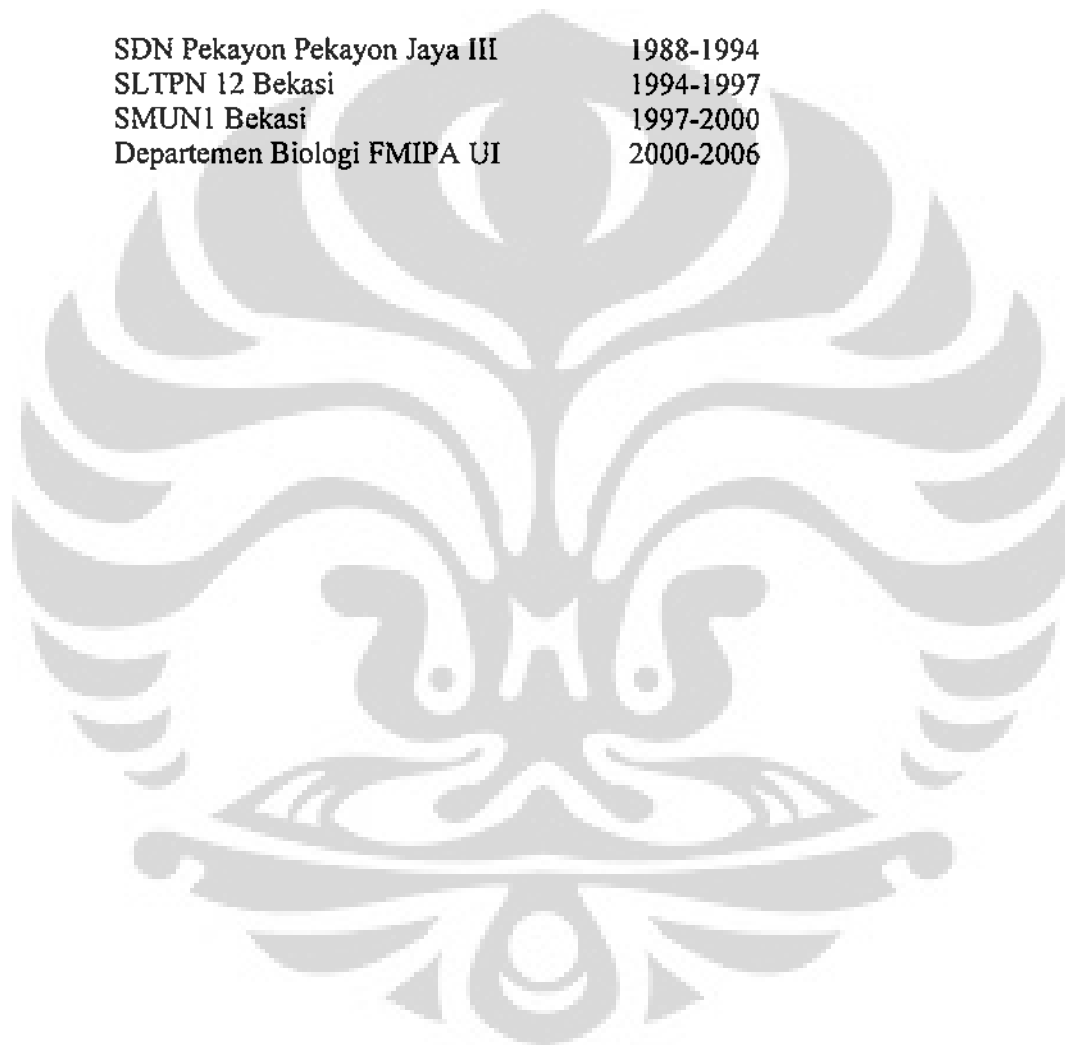 SDN Pekayon Pekayon Jaya III 1988-1994
SLTPN 12 Bekasi 1994-1997
SMUN1 Bekasi 1997-2000
Departemen Biologi FMIPA UI 2000-2006